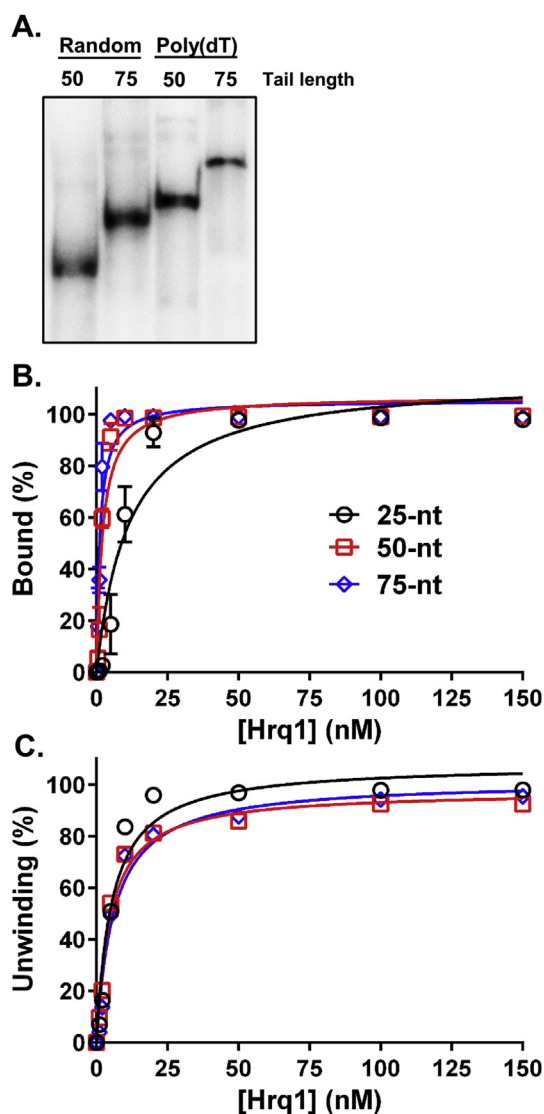 A.
Random Poly(dT)
50 75 50 75 Tail length
B.
Bound (%)
100
80
60
40
20
0
25-nt
50-nt
75-nt
0 25 50 75 100 125 150
[Hrq1] (nM)
C.
Unwinding (%)
100
80
60
40
20
0
0 25 50 75 100 125 150
[Hrq1] (nM)